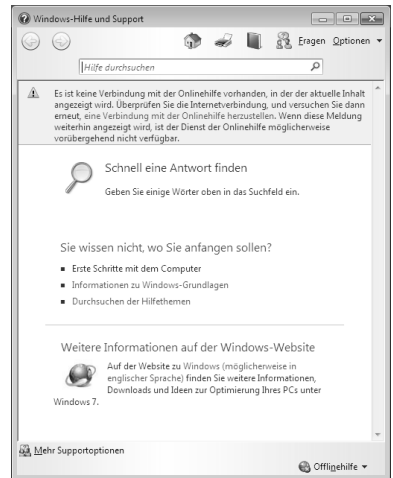 Windows-Hilfe und Support
Fragen Optionen
Hilfe durchsuchen
Es ist keine Verbindung mit der Onlinehilfe vorhanden, in der der aktuelle Inhalt
angezeigt wird. Überprüfen Sie die Internetverbindung, und versuchen Sie dann
erneut, eine Verbindung mit der Onlinehilfe herzustellen. Wenn diese Meldung
weiterhin angezeigt wird, ist der Dienst der Onlinehilfe möglicherweise
vorübergehend nicht verfügbar.
Schnell eine Antwort finden
Geben Sie einige Wörter oben in das Suchfeld ein.
Sie wissen nicht, wo Sie anfangen sollen?
Erste Schritte mit dem Computer
Informationen zu Windows-Grundlagen
Durchsuchen der Hilfethemen
Weitere Informationen auf der Windows-Website
Auf der Website zu Windows (möglicherweise in
englischer Sprache) finden Sie weitere Informationen,
Downloads und Ideen zur Optimierung Ihres PCs unter
Windows 7.
Mehr Supportoptionen
Offlinehilfe